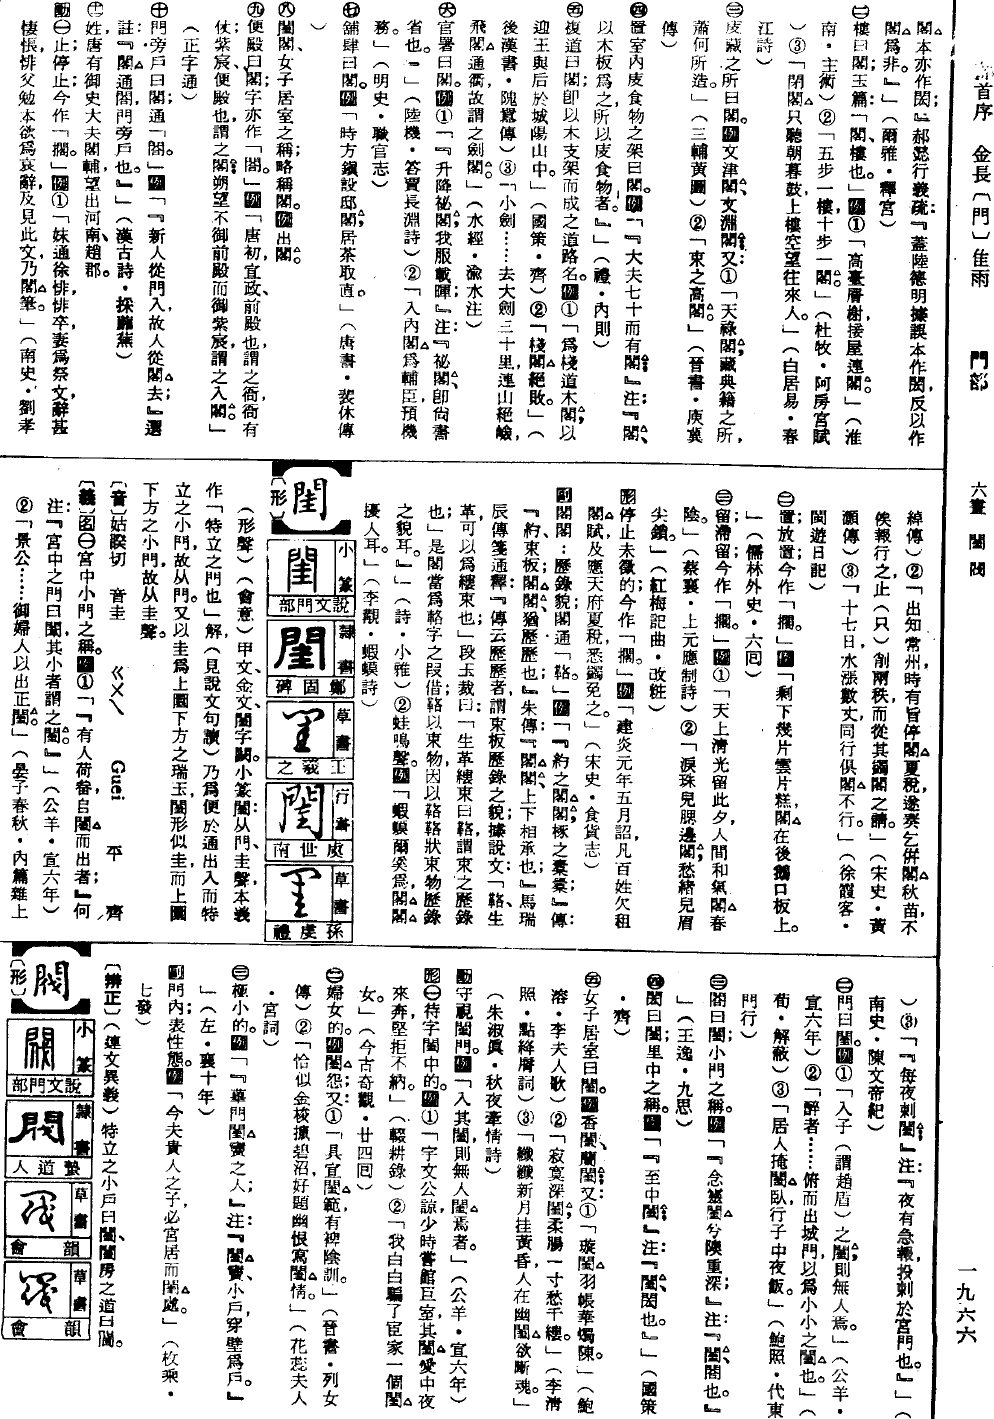 部首序　金長〔門〕隹雨　門部　六畫　閨　閥　一九六六
閣本亦作閎；』郝懿行義疏：『蓋陸德明據誤本作閎反以作
閣爲非。』」（爾雅・釋宮）
㊁樓曰閣玉篇：「閣樓也。」例①「高臺層榭接屋連閣。」（淮
南・主術）②「五步一樓十步一閣。」（杜牧・阿房宮賦
）③「閉閣只聽朝暮鼓上樓空望往來人。」（白居易・春
江詩）
㊂庋藏之所曰閣。例文津閣、文淵閣又①「天祿閣藏典籍之所，
蕭何所造。」（三輔黃圖）②「束之高閣。」（晉書・庾翼
傳）
㊃置室內庋食物之架曰閣。例「『大夫七十而有閣。』注：『閣、
以木板爲之所以庋食物者。』」（禮・內則）
㊄複道曰閣卽以木支架而成之道路名。例①「爲棧道木閣以
迎王與后於城陽山中。」（國策・齊）②「棧閣絕敗。」（
後漢書・隗囂傳）③「小劍……去大劍三十里連山絕嶮，
飛閣通衢故謂之劍閣。」（水經・漾水注）
㊅官署曰閣。例①「『升降祕閣我服載暉。』注：『祕閣卽尙書
省也。』」（陸機・答賈長淵詩）②「入內閣爲輔臣預機
務。」（明史・職官志）
㊆舖肆曰閣。例「時方鎭設邸閣居茶取直。」（唐書・裴休傳
㊇閨閣女子居室之稱略稱閣。例出閣。
㊈便殿曰閣字亦作「閤」。例「唐初宜政前殿也謂之衙衙有
仗紫宸便殿也謂之閣朔望不御前殿而御紫宸謂之入閣。」
（正字通）
㊉門旁戶曰閣通「閤」。例「『新人從門入故人從閣去。』選
註：『閣通閤門旁戶也。』」（漢古詩・採蘼蕪）
姓唐有御史大夫閣輔望出河南趙郡。
動㊀止停止今作「擱」。例①「妹適徐悱悱卒妻爲祭文辭甚
悽悵悱父勉本欲爲哀辭及見此文乃閣筆。」（南史・劉孝
綽傳）②「出知常州時有旨停閣夏稅遂奏乞併閣秋苗不
俟報行之止（只）削兩秩而從其蠲閣之請。」（宋史・黃
灝傳）③「十七日水漲數丈同行俱閣不行。」（徐霞客・
閩遊日記）
㊁置放置今作「擱。」例「剩下幾片雲片糕閣在後鵝口板上。
」（儒林外史・六回）
㊂留滯留今作「擱。」例①「天上清光留此夕人間和氣閣春
陰。」（蔡襄・上元應制詩）②「淚珠兒腮邊閣愁緒兒眉
尖鎖。」（紅梅記曲・改粧）
形停止未徵的今作「擱。」例「建炎元年五月詔凡百姓欠租
閣賦及應天府夏稅悉蠲免之。」（宋史・食貨志）
副閣閣：歷錄貌閣通「𩊚」。例「『約之閣閣椓之橐橐。』傳
『約束板閣閣猶歷歷也。』朱傳『閣閣上下相承也。』馬瑞
辰傳箋通釋『傳云歷歷者謂束板歷錄之貌據說文「𩊚生
革可以爲縷束也」段玉裁曰：「生革縷束曰𩊚謂束之歷錄
也」是閣當爲𩊚字之叚借𩊚以束物因以𩊚𩊚狀束物歷錄
之貌耳。』」（詩・小雅）②蛙鳴聲。例「蝦蟆爾奚爲閣閣
擾人耳。」（李觀・蝦蟆詩）
閨
〔形〕
小篆　說文門部
隸書　鄭固碑
草書　王羲之
行書　虞世南
草書　孫虔禮
（形聲）（會意）甲文、金文、閨字闕。小篆閨从門圭聲本義
作「特立之門也」解（見說文句讀）乃爲便於通出入而特
立之小門故从門。又以圭爲上圜下方之瑞玉閨形似圭而上圜
下方之小門故从圭聲。
〔音〕姑睽切　音圭　ㄍㄨㄟ　Guei　平　齊
〔義〕名㊀宮中小門之稱。例①「『有人荷畚自閨而出者。』何
注：『宮中之門曰闈其小者謂之閨。』」（公羊・宣六年）
②「景公……御婦人以出正閨。」（晏子春秋・內篇雜上
）③「『每夜刺閨。』注：『夜有急報投刺於宮門也。』」（
南史・陳文帝紀）
㊁門曰閨。例①「入子（謂趙盾）之閨則無人焉。」（公羊・
宣六年）②「醉者……俯而出城門以爲小小之閨也。」（
荀・解蔽）③「居人掩閨臥行子中夜飯。」（鮑照・代東
門行）
㊂閤曰閨小門之稱。例「『念靈閨兮隩重深。』注：『閨、閤也。』
」（王逸・九思）
㊃閎曰閨里中之稱。例「『至中閨。』注：『閨、閎也。』」（國策
・齊）
㊄女子居室曰閨。例香閨、蘭閨又①「璇閨羽帳華燭陳。」（鮑
溶・李夫人歌）②「寂寞深閨柔腸一寸愁千縷。」（李清
照・點絳脣詞）③「纖纖新月挂黃昏人在幽閨欲斷魂。」
（朱淑眞・秋夜牽情詩）
動守視閨門。例「入其閨則無人閨焉者。」（公羊・宣六年）
形㊀待字閨中的。例①「宇文公諒少時嘗館巨室其閨愛中夜
來奔堅拒不納。」（輟耕錄）②「我白白騙了宦家一個閨
女。」（今古奇觀・廿四回）
㊁婦女的。例閨怨又①「具宜閨範有裨陰訓。」（晉書・列女
傳）②「恰似金梭攛碧沼好題幽恨寫閨情。」（花蕊夫人
・宮詞）
㊂極小的。例「『篳門閨竇之人。』注：『閨竇小戶穿壁爲戶。』
」（左・襄十年）
副門內表性態。例「今夫貴人之子必宮居而閨處。」（枚乘・
七發）
〔辨正〕（連文異義）特立之小戶曰閨閨房之道曰閫。
閥
〔形〕
小篆　說文門部
隸書　蟄道人
草書　韻會
草書　韻會